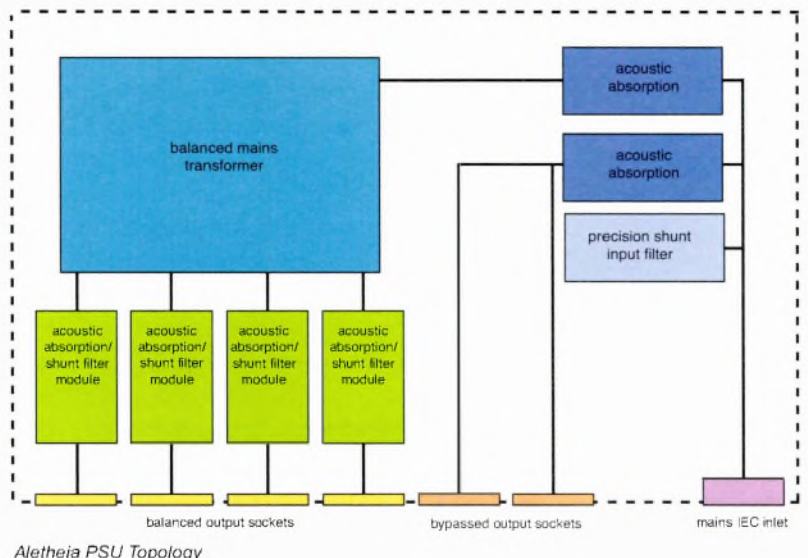 acoustic
absorption
balanced mains
transformer
acoustic
absorption
precision shunt
input filter
acoustic
absorption/
shunt filter
module
acoustic
absorption/
shunt filter
module
acoustic
absorption/
shunt filter
module
acoustic
absorption/
shunt filter
module
balanced output sockets
bypassed output sockets
mains IEC inlet
Aletheia PSU Topology